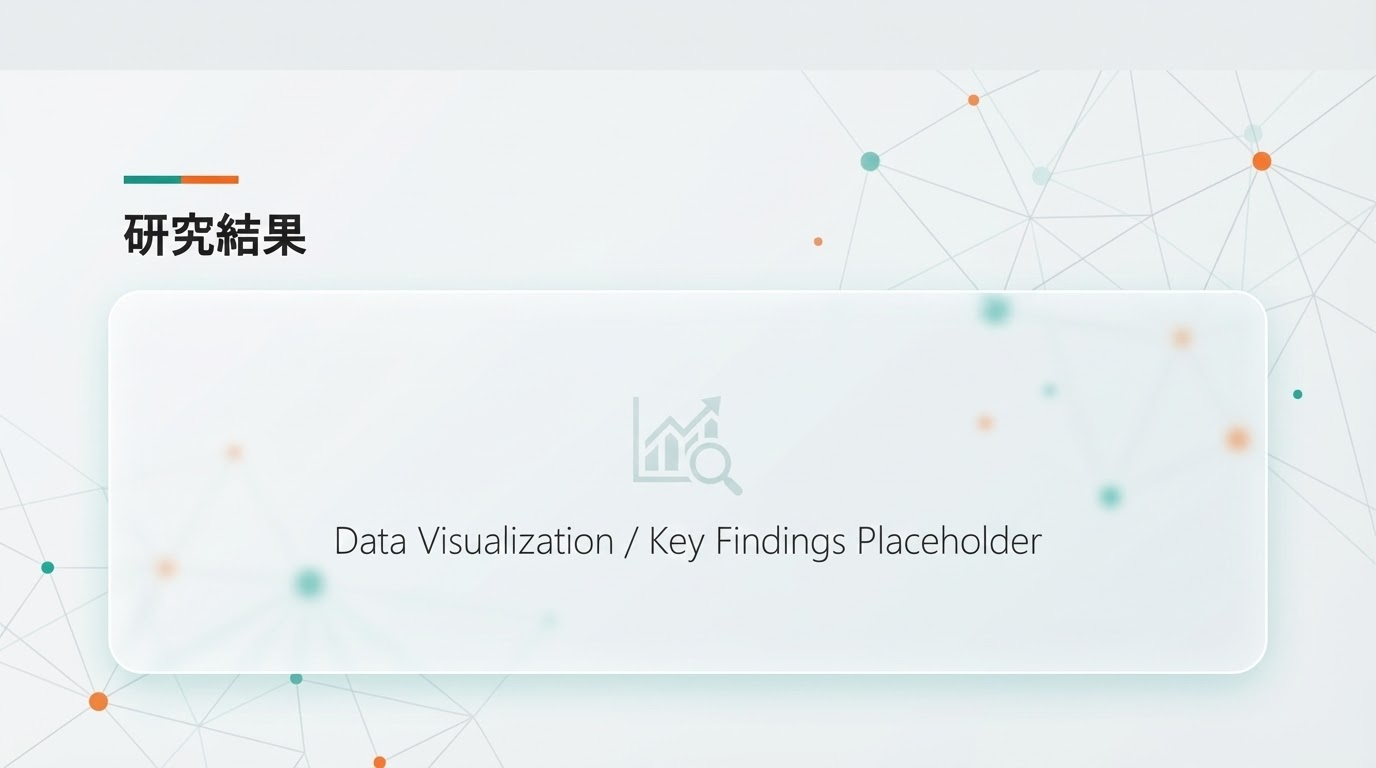 研究結果
Data Visualization / Key Findings Placeholder